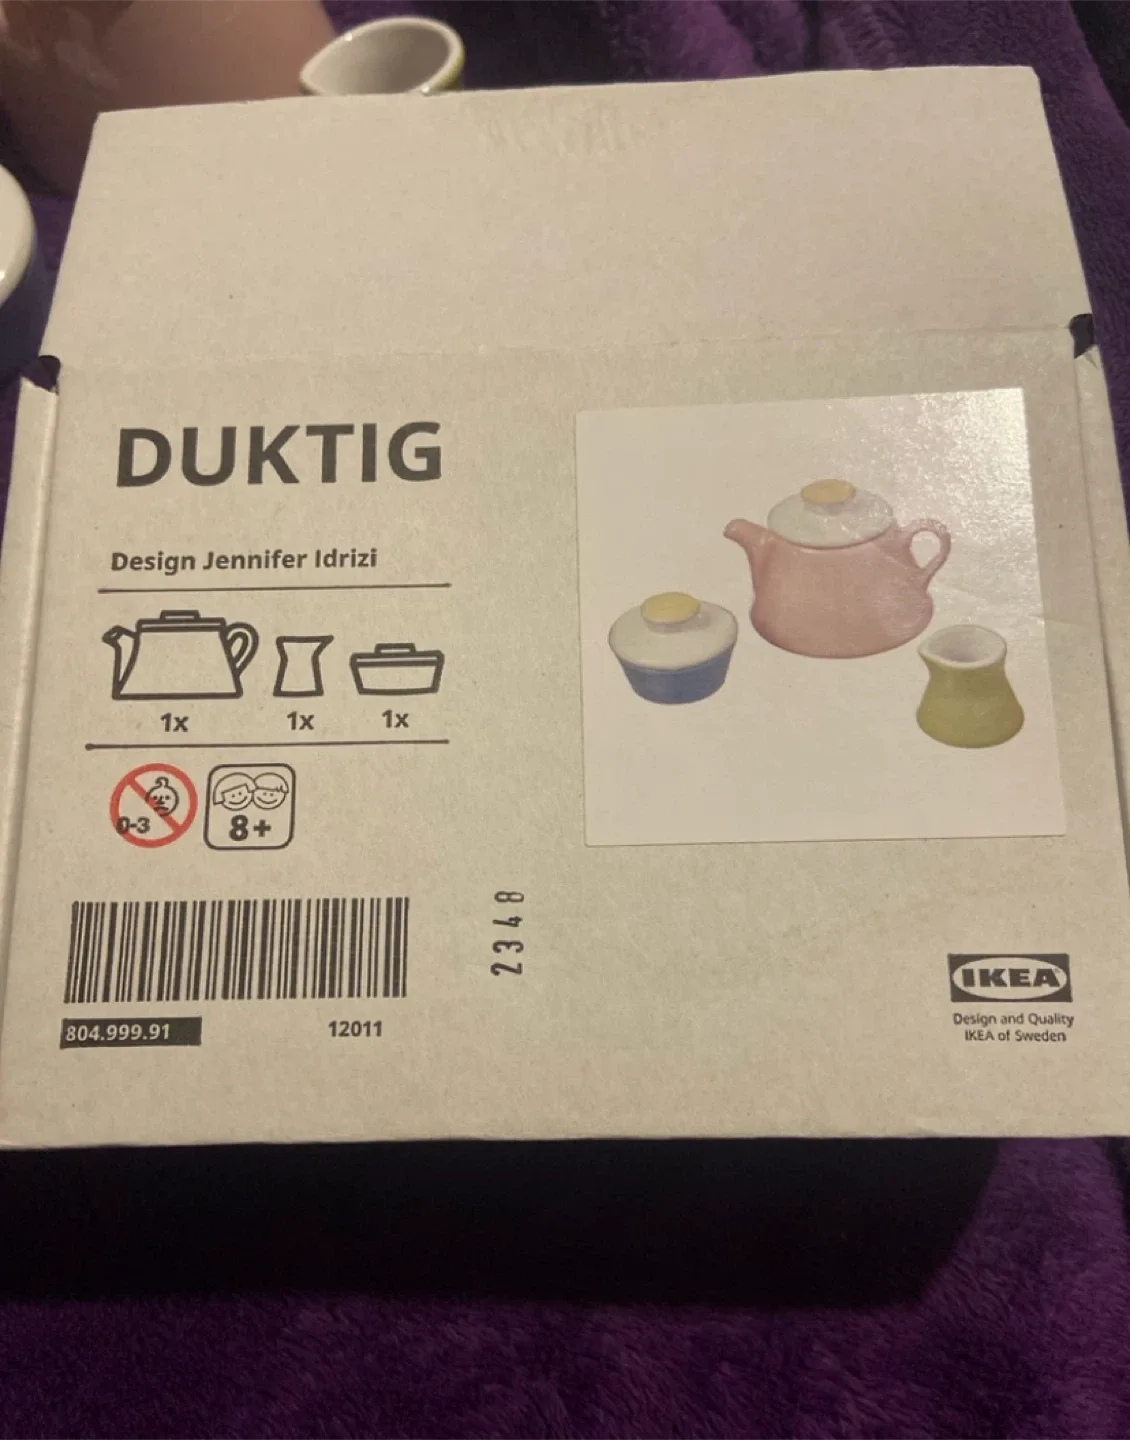 DUKTIG
Design Jennifer Idrizi
1x 1x 1x
0-3 8+
2348
804.999.91 12011
IKEA
Design and Quality
IKEA of Sweden